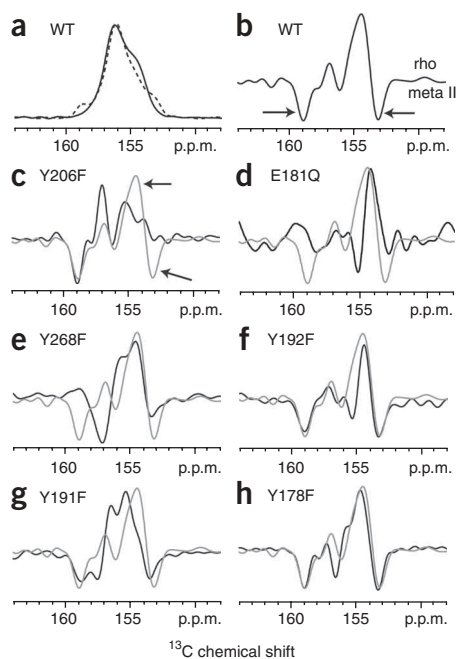 a WT
b WT
rho
meta II
160 155 p.p.m.
160 155 p.p.m.
c Y206F
d E181Q
160 155 p.p.m.
160 155 p.p.m.
e Y268F
f Y192F
160 155 p.p.m.
160 155 p.p.m.
g Y191F
h Y178F
160 155 p.p.m.
160 155 p.p.m.
¹³C chemical shift